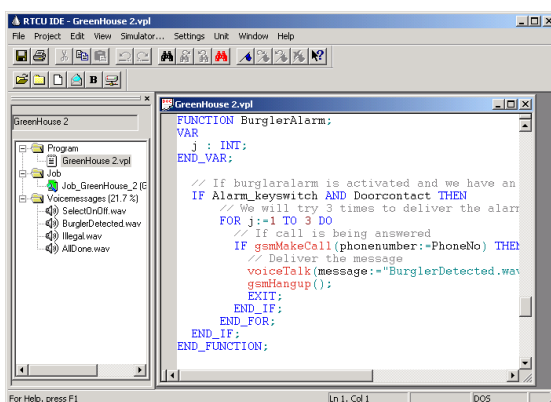 RTCU IDE - GreenHouse 2.vpl
File Project Edit View Simulator... Settings Unit Window Help
B
GreenHouse 2
Program
GreenHouse 2.vpl
Job
Job_GreenHouse_2 (G
Voicemessages (21.7 %)
SelectOnOff.wav
BurglerDetected.wav
Illegal.wav
AllDone.wav
GreenHouse 2.vpl
FUNCTION BurglerAlarm;
VAR
j : INT;
END_VAR;
// If burglaralarm is activated and we have an
IF Alarm_keyswitch AND Doorcontact THEN
// We will try 3 times to deliver the alar
FOR j:=1 TO 3 DO
// If call is being answered
IF gsmMakeCall(phonenumber:=PhoneNo) THEN
// Deliver the message
voiceTalk(message:="BurglerDetected.wav
gsmHangup();
EXIT;
END_IF;
END_FOR;
END_IF;
END_FUNCTION;
For Help, press F1
Ln 1, Col 1
DOS